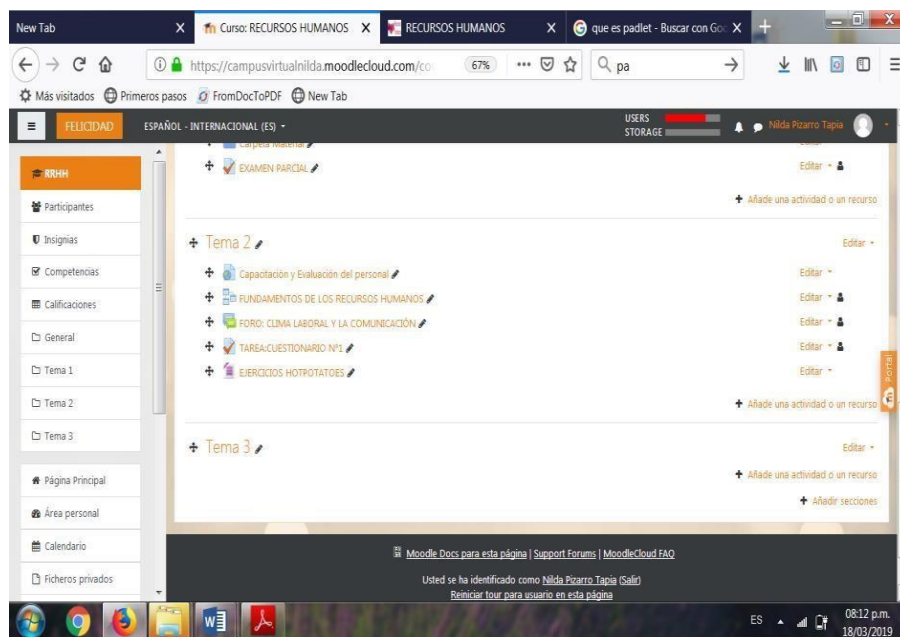 New Tab
Curso: RECURSOS HUMANOS
RECURSOS HUMANOS
que es padlet - Buscar con Goo
https://campusvirtualnilda.moodlecloud.com/co
67%
pa
Más visitados
Primeros pasos
FromDocToPDF
New Tab
FELICIDAD
ESPAÑOL - INTERNACIONAL (ES)
USERS
STORAGE
Nilda Pizarro Tapia
RRHH
Participantes
Insignias
Competencias
Calificaciones
General
Tema 1
Tema 2
Tema 3
Página Principal
Área personal
Calendario
Ficheros privados
Carpeta Material
EXAMEN PARCIAL
Editar
Añade una actividad o un recurso
Tema 2
Editar
Capacitación y Evaluación del personal
Editar
FUNDAMENTOS DE LOS RECURSOS HUMANOS
Editar
FORO: CLIMA LABORAL Y LA COMUNICACIÓN
Editar
TAREA:CUESTIONARIO Nº1
Editar
EJERCICIOS HOTPOTATOES
Editar
Añade una actividad o un recurso
Portal
Tema 3
Editar
Añade una actividad o un recurso
Añadir secciones
Moodle Docs para esta página | Support Forums | MoodleCloud FAQ
Usted se ha identificado como Nilda Pizarro Tapia (Salir)
Reiniciar tour para usuario en esta página
ES
08:12 p.m.
18/03/2019